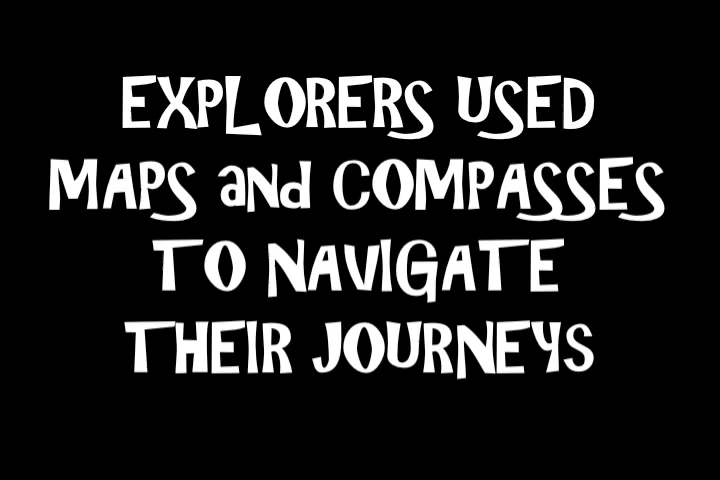 EXPLORERS USED
MAPS and COMPASSES
TO NAVIGATE
THEIR JOURNEYS